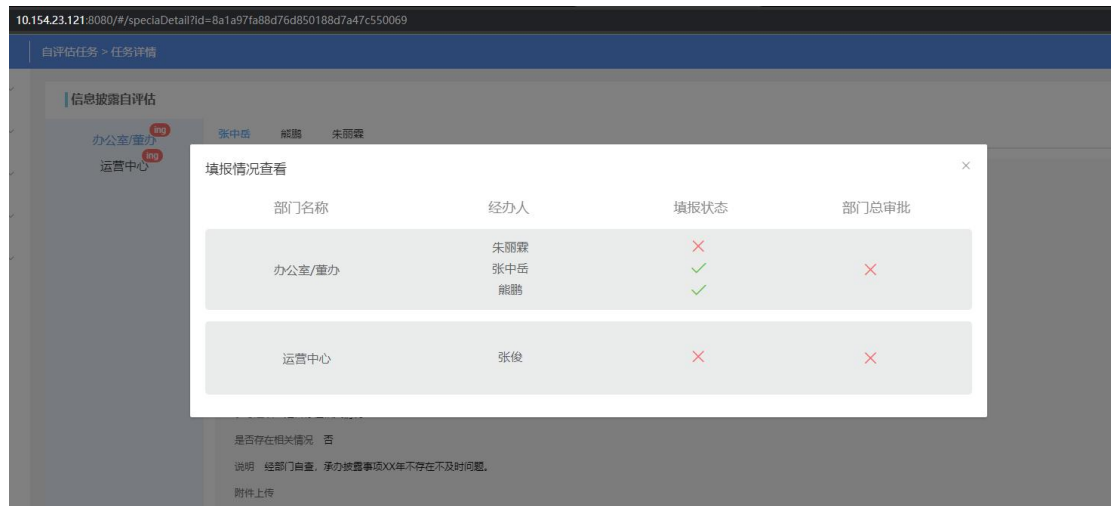 10.154.23.121:8080/#/speciaDetail?id=8a1a97fa88d76d850188d7a47c550069
自评估任务 > 任务详情
信息披露自评估
办公室/董办 ing
运营中心 ing
张中岳 熊鹏 朱丽霖
填报情况查看 ×
部门名称 经办人 填报状态 部门总审批
朱丽霖
办公室/董办 张中岳
熊鹏
运营中心 张俊
是否存在相关情况 否
说明 经部门自查，承办披露事项XX年不存在不及时问题。
附件上传